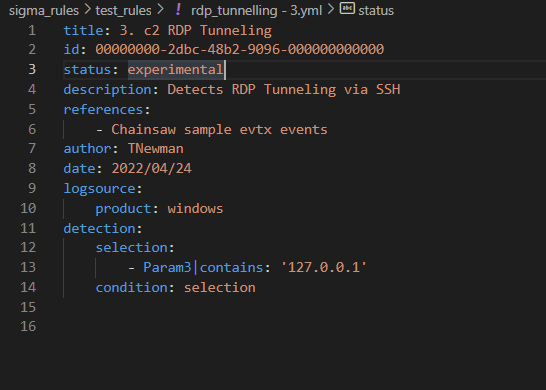 sigma_rules > test_rules > ! rdp_tunnelling - 3.yml > abc status
1 title: 3. c2 RDP Tunneling
2 id: 00000000-2dbc-48b2-9096-000000000000
3 status: experimental
4 description: Detects RDP Tunneling via SSH
5 references:
6 - Chainsaw sample evtx events
7 author: TNewman
8 date: 2022/04/24
9 logsource:
10 product: windows
11 detection:
12 selection:
13 - Param3|contains: '127.0.0.1'
14 condition: selection
15
16